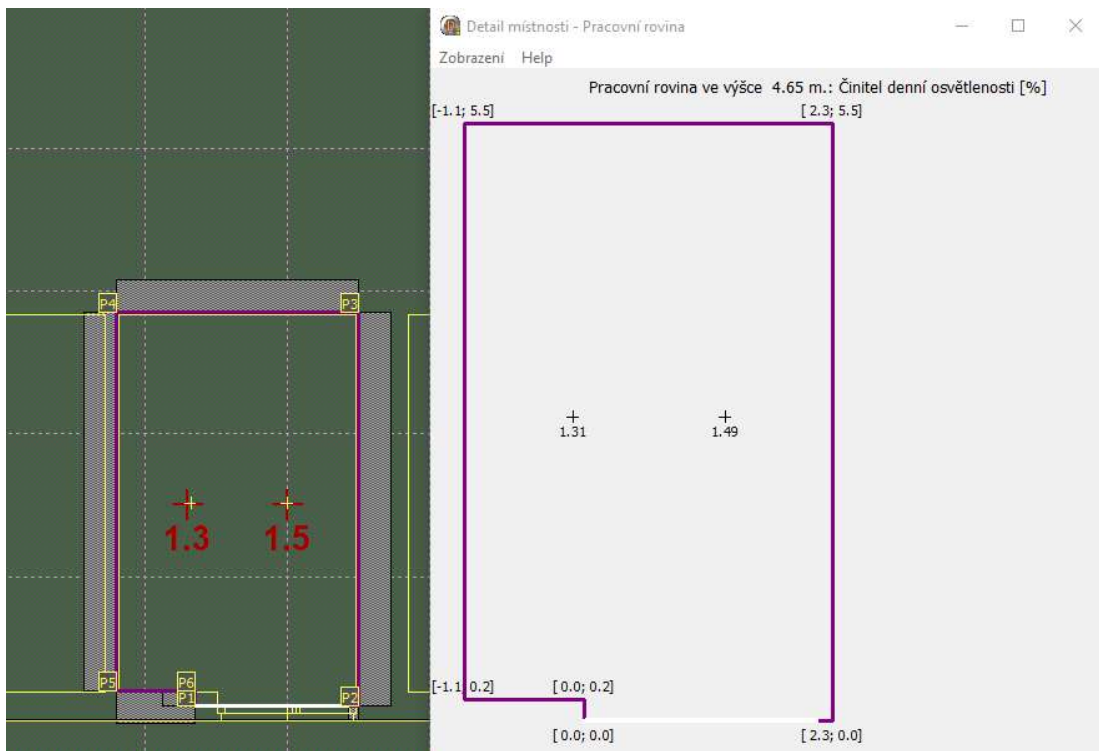 Detail místnosti - Pracovní rovina
Zobrazení Help
Pracovní rovina ve výšce 4.65 m.: Činitel denní osvětlenosti [%]
[-1.1; 5.5] [ 2.3; 5.5]
P4 P3
1.31 1.49
1.3 1.5
P5 P6
[-1.1; 0.2] [ 0.0; 0.2]
P1 P2
[ 0.0; 0.0] [ 2.3; 0.0]